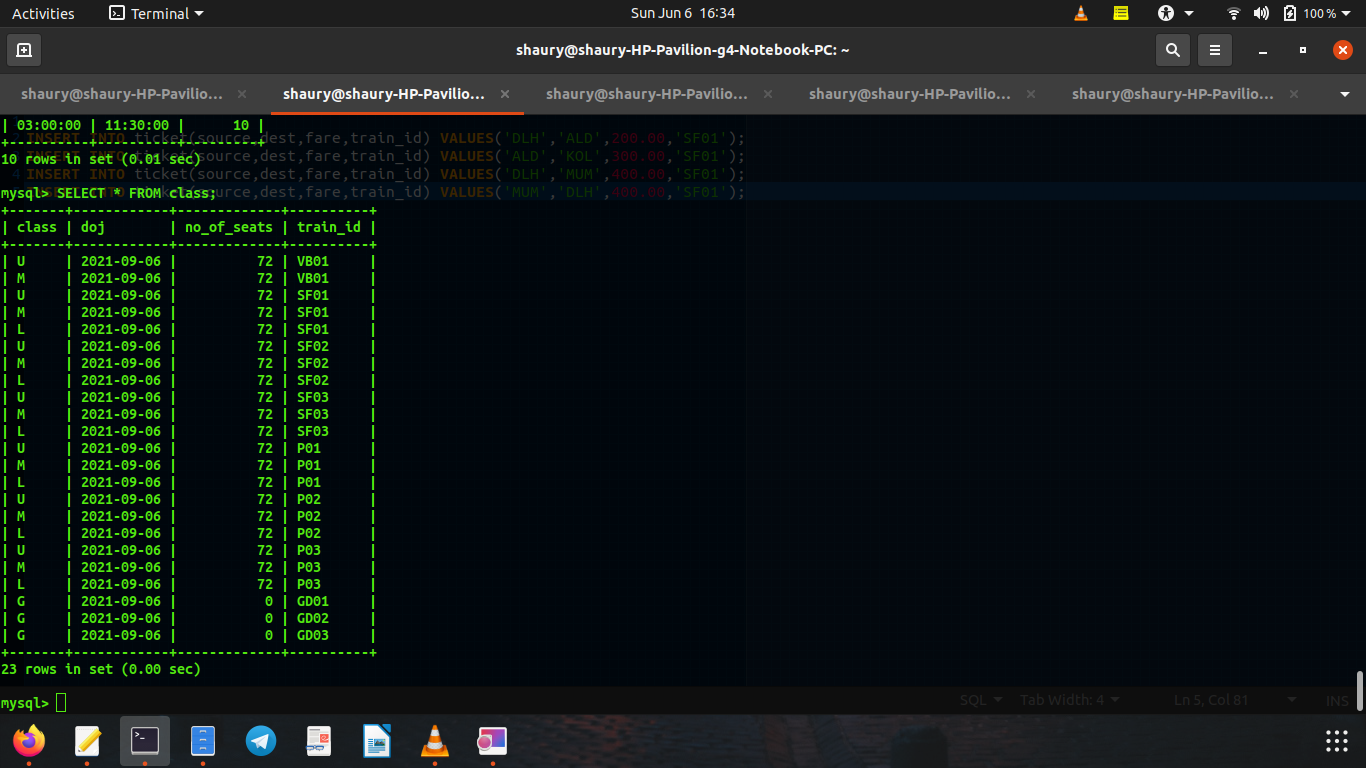 Activities Terminal Sun Jun 6 16:34 100 %
shaury@shaury-HP-Pavilion-g4-Notebook-PC: ~
shaury@shaury-HP-Pavilio... × shaury@shaury-HP-Pavilio... × shaury@shaury-HP-Pavilio... × shaury@shaury-HP-Pavilio... × shaury@shaury-HP-Pavilio... ×
| 03:00:00 | 11:30:00 |      10 |
INSERT INTO ticket(source,dest,fare,train_id) VALUES('DLH','ALD',200.00,'SF01');
+----------+----------+---------+
INSERT INTO ticket(source,dest,fare,train_id) VALUES('ALD','KOL',300.00,'SF01');
10 rows in set (0.01 sec)
4 INSERT INTO ticket(source,dest,fare,train_id) VALUES('DLH','MUM',400.00,'SF01');
INSERT INTO ticket(source,dest,fare,train_id) VALUES('MUM','DLH',400.00,'SF01');
mysql> SELECT * FROM class;
+-------+------------+-------------+----------+
| class | doj        | no_of_seats | train_id |
+-------+------------+-------------+----------+
| U     | 2021-09-06 |          72 | VB01     |
| M     | 2021-09-06 |          72 | VB01     |
| U     | 2021-09-06 |          72 | SF01     |
| M     | 2021-09-06 |          72 | SF01     |
| L     | 2021-09-06 |          72 | SF01     |
| U     | 2021-09-06 |          72 | SF02     |
| M     | 2021-09-06 |          72 | SF02     |
| L     | 2021-09-06 |          72 | SF02     |
| U     | 2021-09-06 |          72 | SF03     |
| M     | 2021-09-06 |          72 | SF03     |
| L     | 2021-09-06 |          72 | SF03     |
| U     | 2021-09-06 |          72 | P01      |
| M     | 2021-09-06 |          72 | P01      |
| L     | 2021-09-06 |          72 | P01      |
| U     | 2021-09-06 |          72 | P02      |
| M     | 2021-09-06 |          72 | P02      |
| L     | 2021-09-06 |          72 | P02      |
| U     | 2021-09-06 |          72 | P03      |
| M     | 2021-09-06 |          72 | P03      |
| L     | 2021-09-06 |          72 | P03      |
| G     | 2021-09-06 |           0 | GD01     |
| G     | 2021-09-06 |           0 | GD02     |
| G     | 2021-09-06 |           0 | GD03     |
+-------+------------+-------------+----------+
23 rows in set (0.00 sec)
mysql>
SQL Tab Width: 4 Ln 5, Col 81 INS